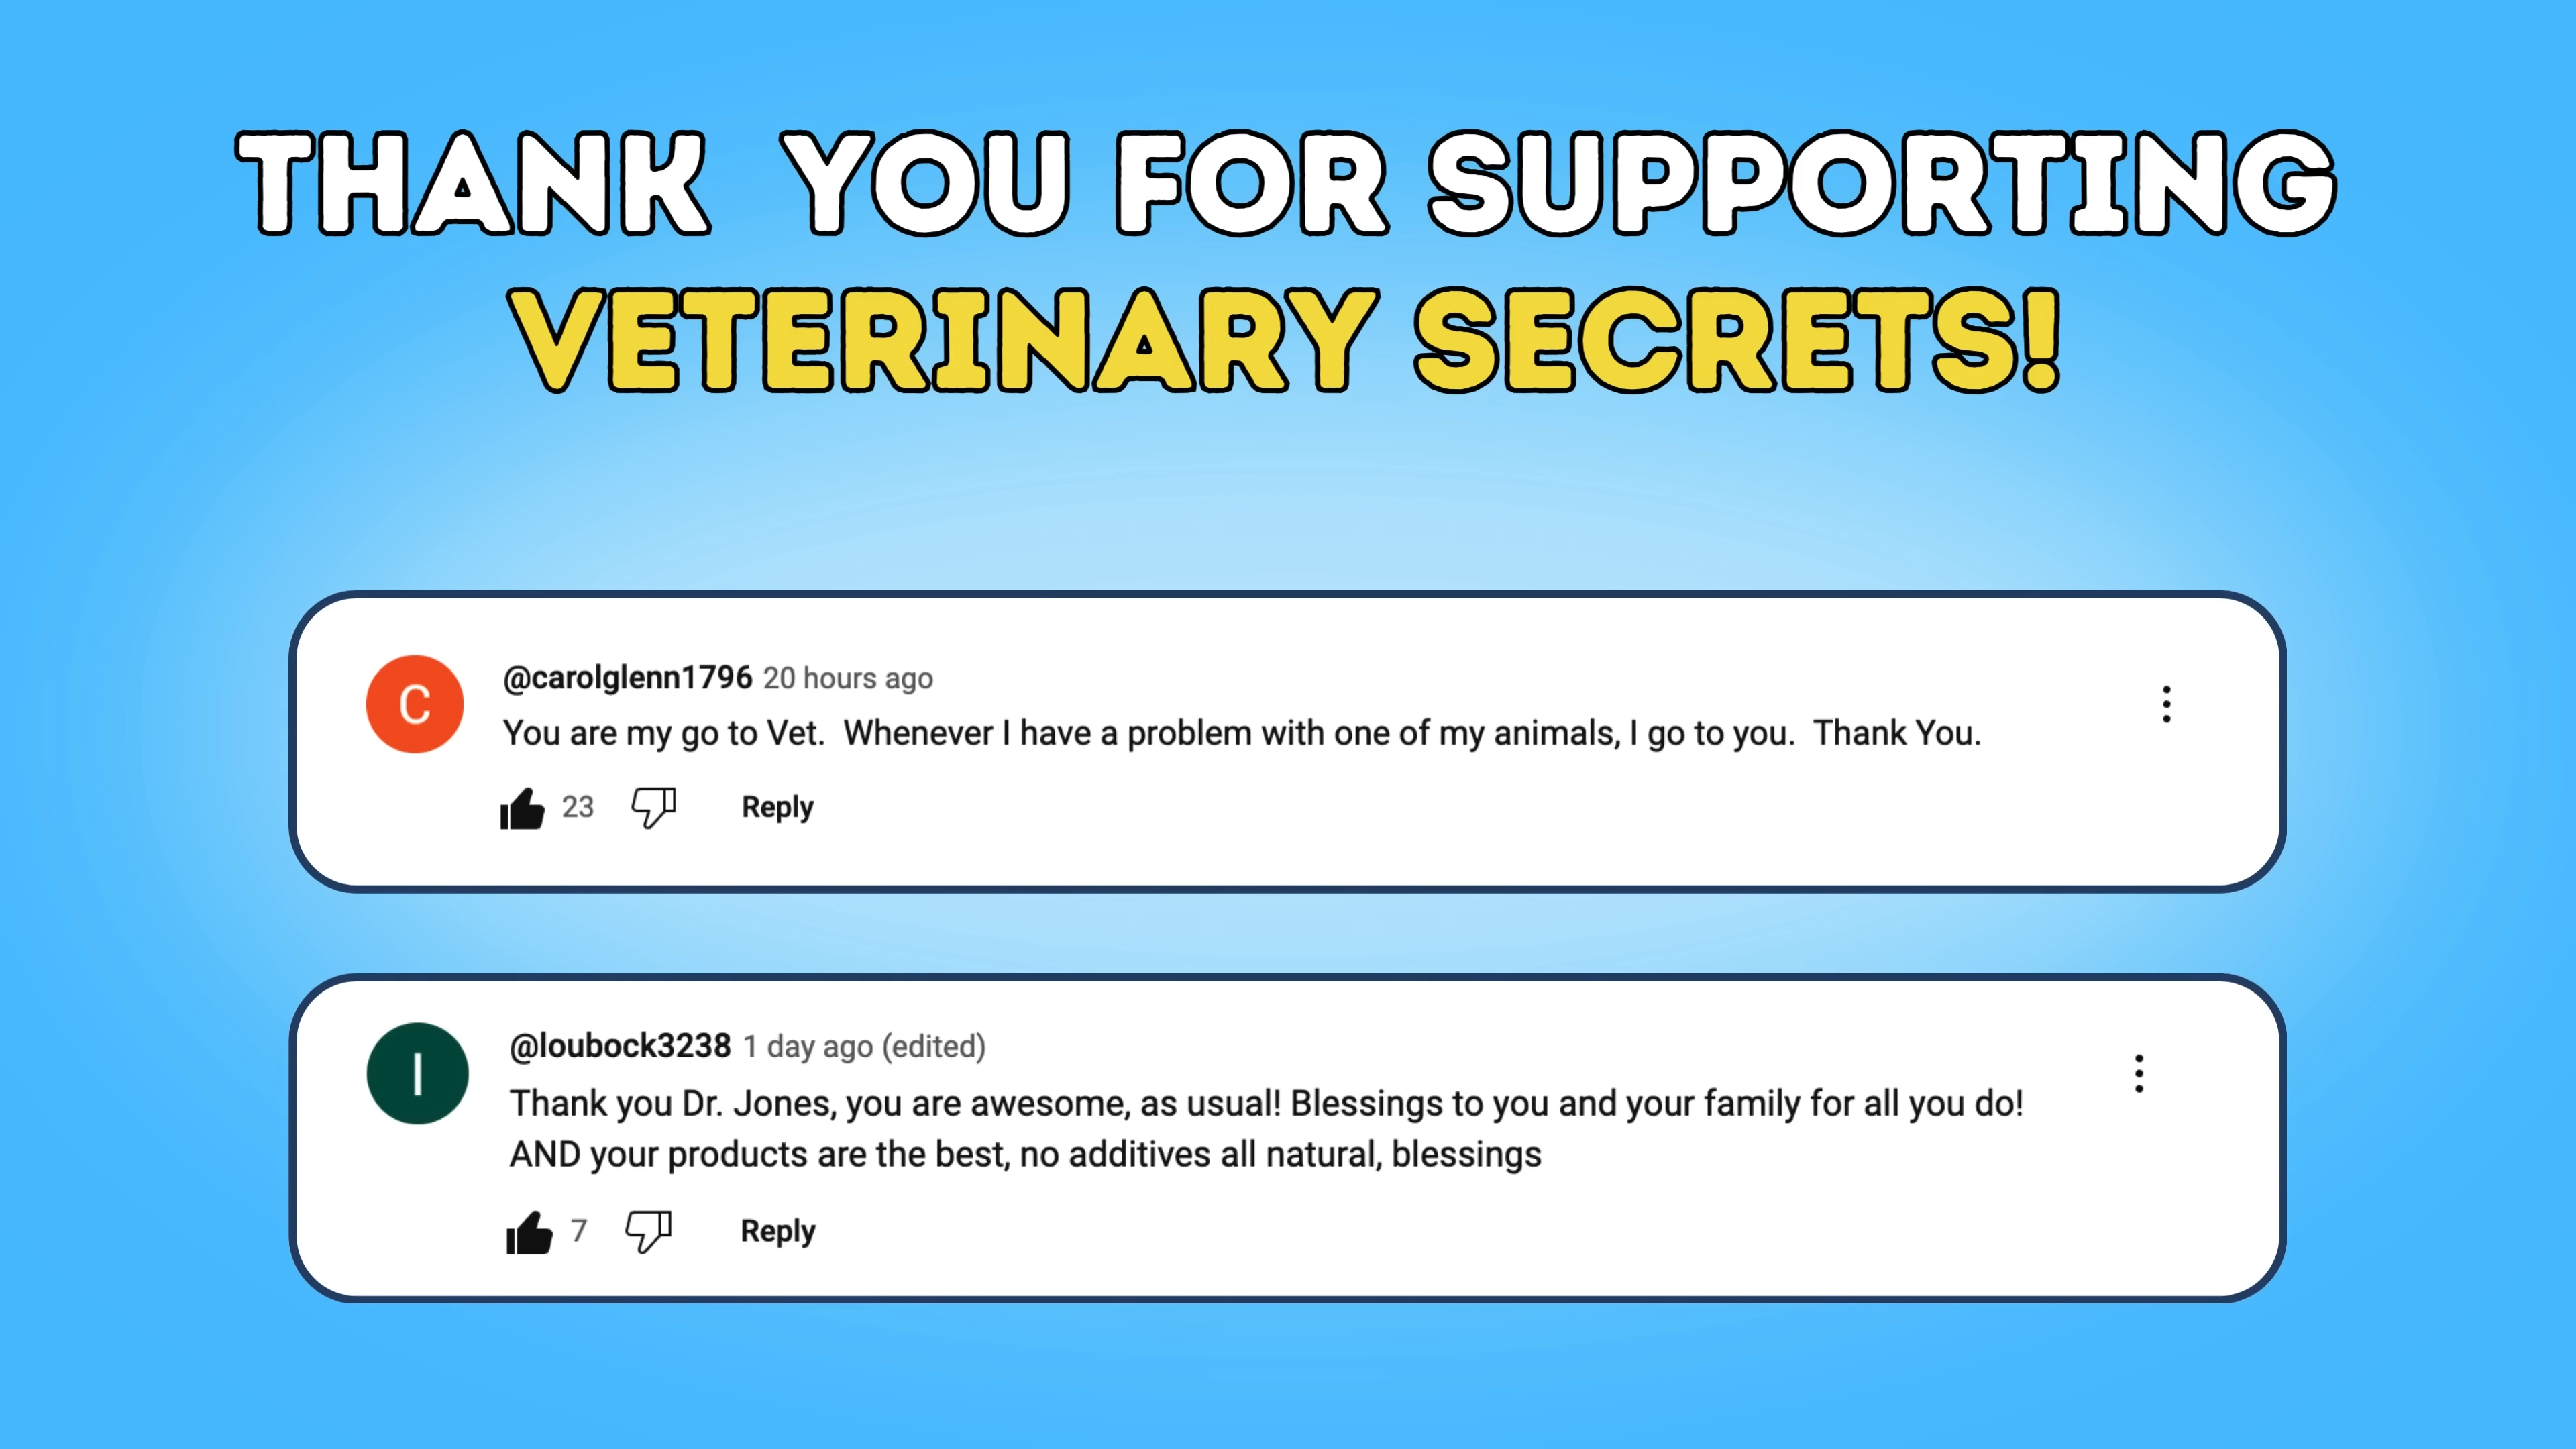 THANK YOU FOR SUPPORTING
VETERINARY SECRETS!
C
@carolglenn1796 20 hours ago
You are my go to Vet. Whenever I have a problem with one of my animals, I go to you. Thank You.
23 Reply
l
@loubock3238 1 day ago (edited)
Thank you Dr. Jones, you are awesome, as usual! Blessings to you and your family for all you do!
AND your products are the best, no additives all natural, blessings
7 Reply